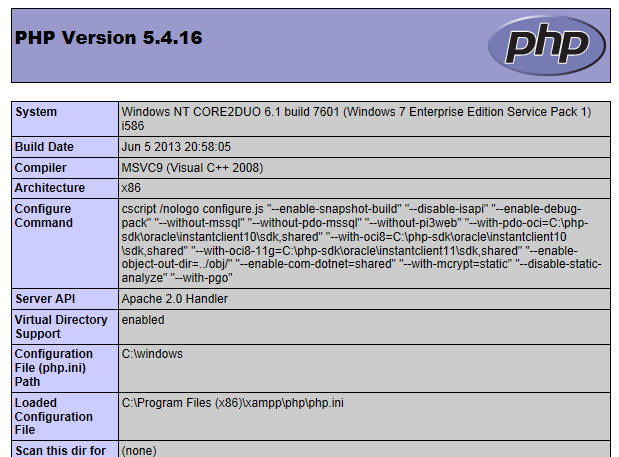 PHP Version 5.4.16
php
System
Windows NT CORE2DUO 6.1 build 7601 (Windows 7 Enterprise Edition Service Pack 1)
i586
Build Date
Jun 5 2013 20:58:05
Compiler
MSVC9 (Visual C++ 2008)
Architecture
x86
Configure
Command
cscript /nologo configure.js "--enable-snapshot-build" "--disable-isapi" "--enable-debug-
pack" "--without-mssql" "--without-pdo-mssql" "--without-pi3web" "--with-pdo-oci=C:\php-
sdk\oracle\instantclient10\sdk,shared" "--with-oci8=C:\php-sdk\oracle\instantclient10
\sdk,shared" "--with-oci8-11g=C:\php-sdk\oracle\instantclient11\sdk,shared" "--enable-
object-out-dir=../obj/" "--enable-com-dotnet=shared" "--with-mcrypt=static" "--disable-static-
analyze" "--with-pgo"
Server API
Apache 2.0 Handler
Virtual Directory
Support
enabled
Configuration
File (php.ini)
Path
C:\windows
Loaded
Configuration
File
C:\Program Files (x86)\xampp\php\php.ini
Scan this dir for
(none)